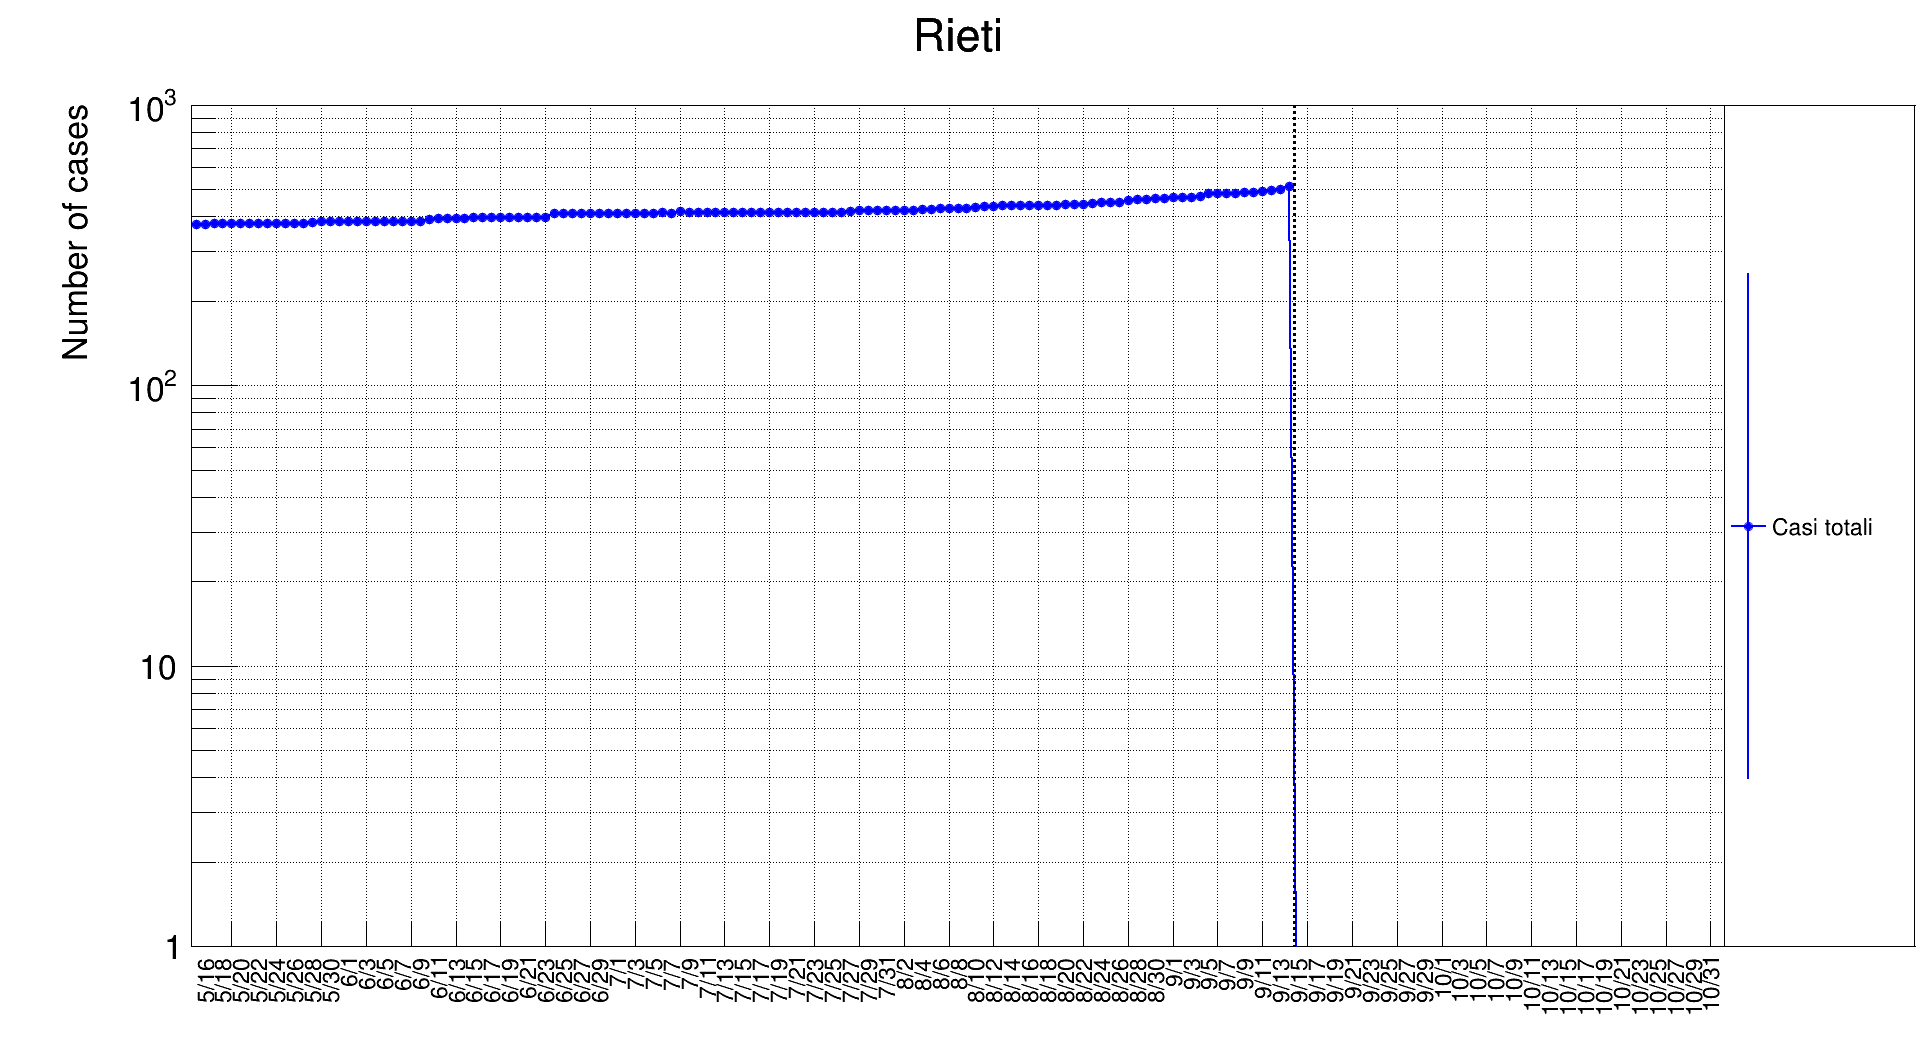 Rieti
Number of cases
10³
10²
10
1
5/16 5/18 5/20 5/22 5/24 5/26 5/28 5/30 6/1 6/3 6/5 6/7 6/9 6/11 6/13 6/15 6/17 6/19 6/21 6/23 6/25 6/27 6/29 7/1 7/3 7/5 7/7 7/9 7/11 7/13 7/15 7/17 7/19 7/21 7/23 7/25 7/27 7/29 7/31 8/2 8/4 8/6 8/8 8/10 8/12 8/14 8/16 8/18 8/20 8/22 8/24 8/26 8/28 8/30 9/1 9/3 9/5 9/7 9/9 9/11 9/13 9/15 9/17 9/19 9/21 9/23 9/25 9/27 9/29 10/1 10/3 10/5 10/7 10/9 10/11 10/13 10/15 10/17 10/19 10/21 10/23 10/25 10/27 10/29 10/31
Casi totali